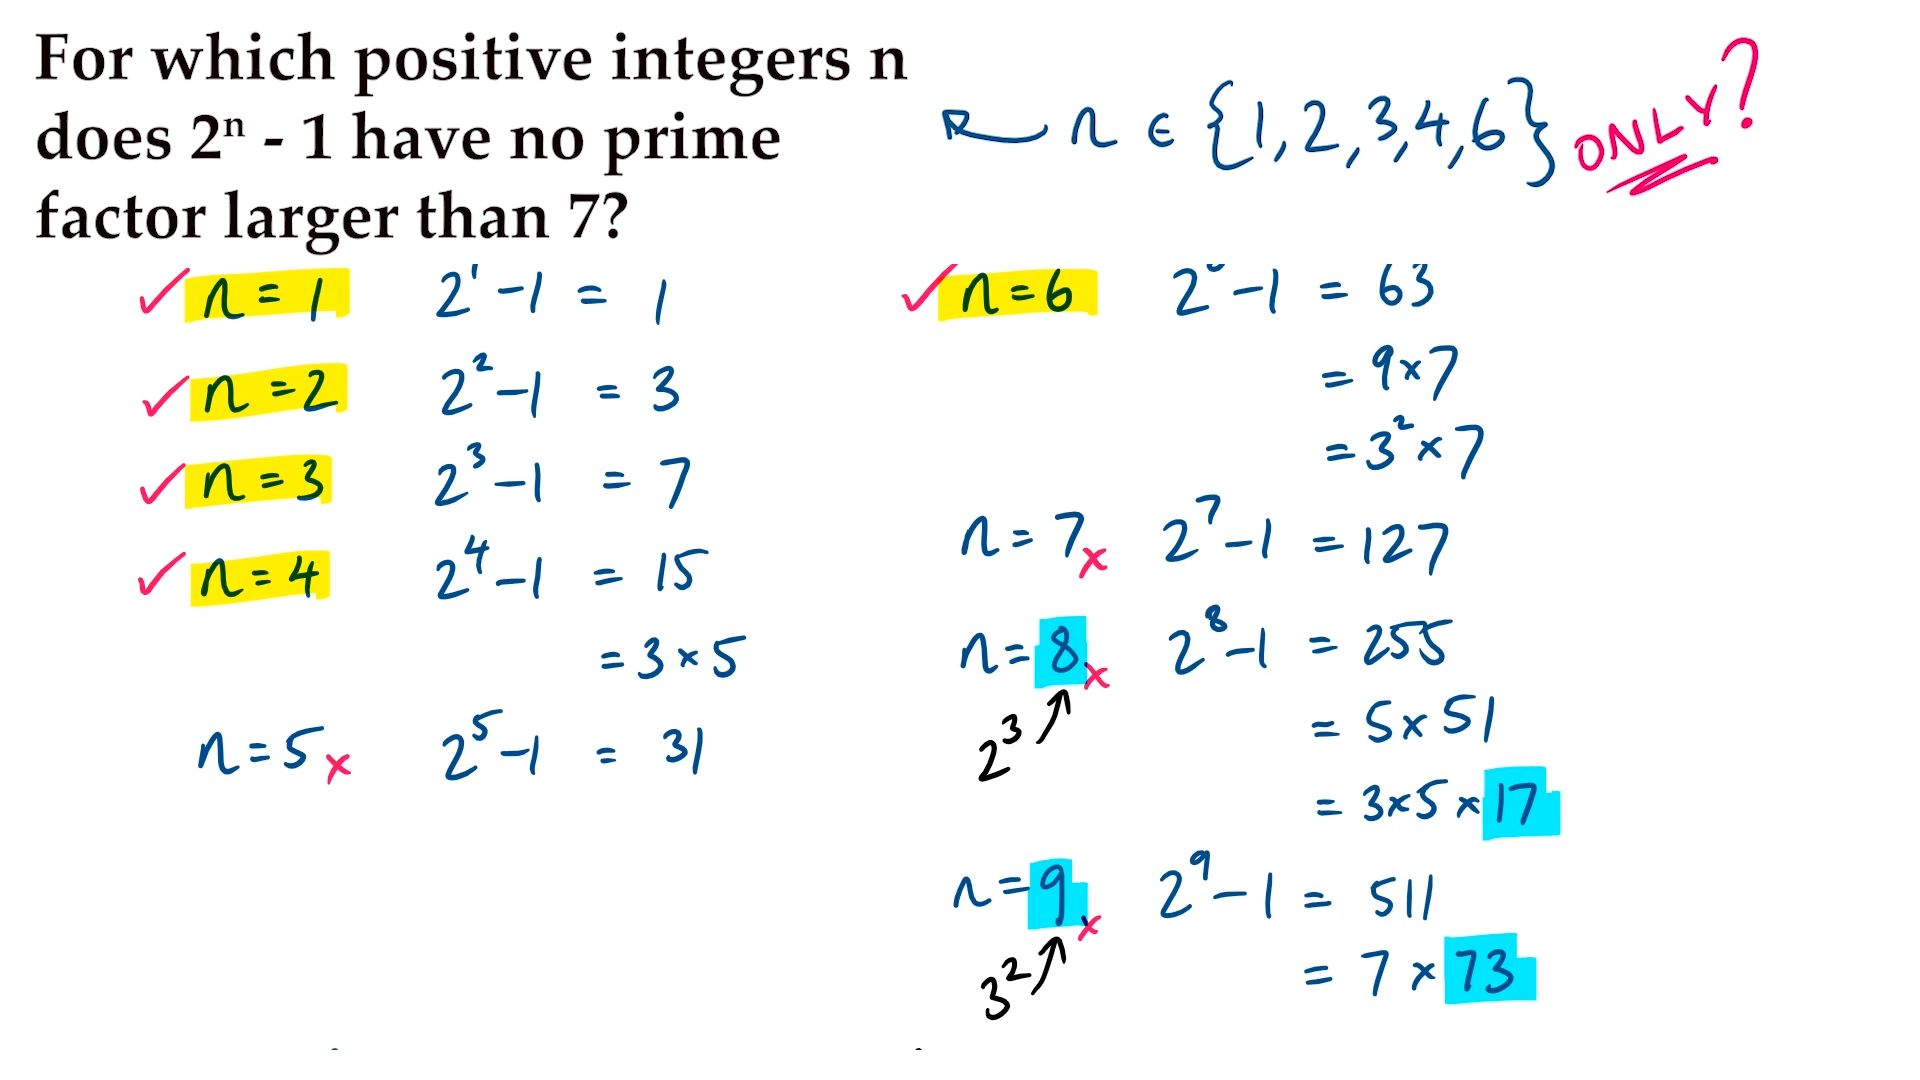 For which positive integers n
does 2ⁿ - 1 have no prime
factor larger than 7?
n ∈ {1,2,3,4,6} ONLY?
✓ n = 1 2¹ - 1 = 1
✓ n = 2 2² - 1 = 3
✓ n = 3 2³ - 1 = 7
✓ n = 4 2⁴ - 1 = 15
= 3 × 5
n = 5 × 2⁵ - 1 = 31
✓ n = 6 2⁶ - 1 = 63
= 9 × 7
= 3² × 7
n = 7 × 2⁷ - 1 = 127
n = 8 × 2⁸ - 1 = 255
2³
= 5 × 51
= 3 × 5 × 17
n = 9 × 2⁹ - 1 = 511
3²
= 7 × 73